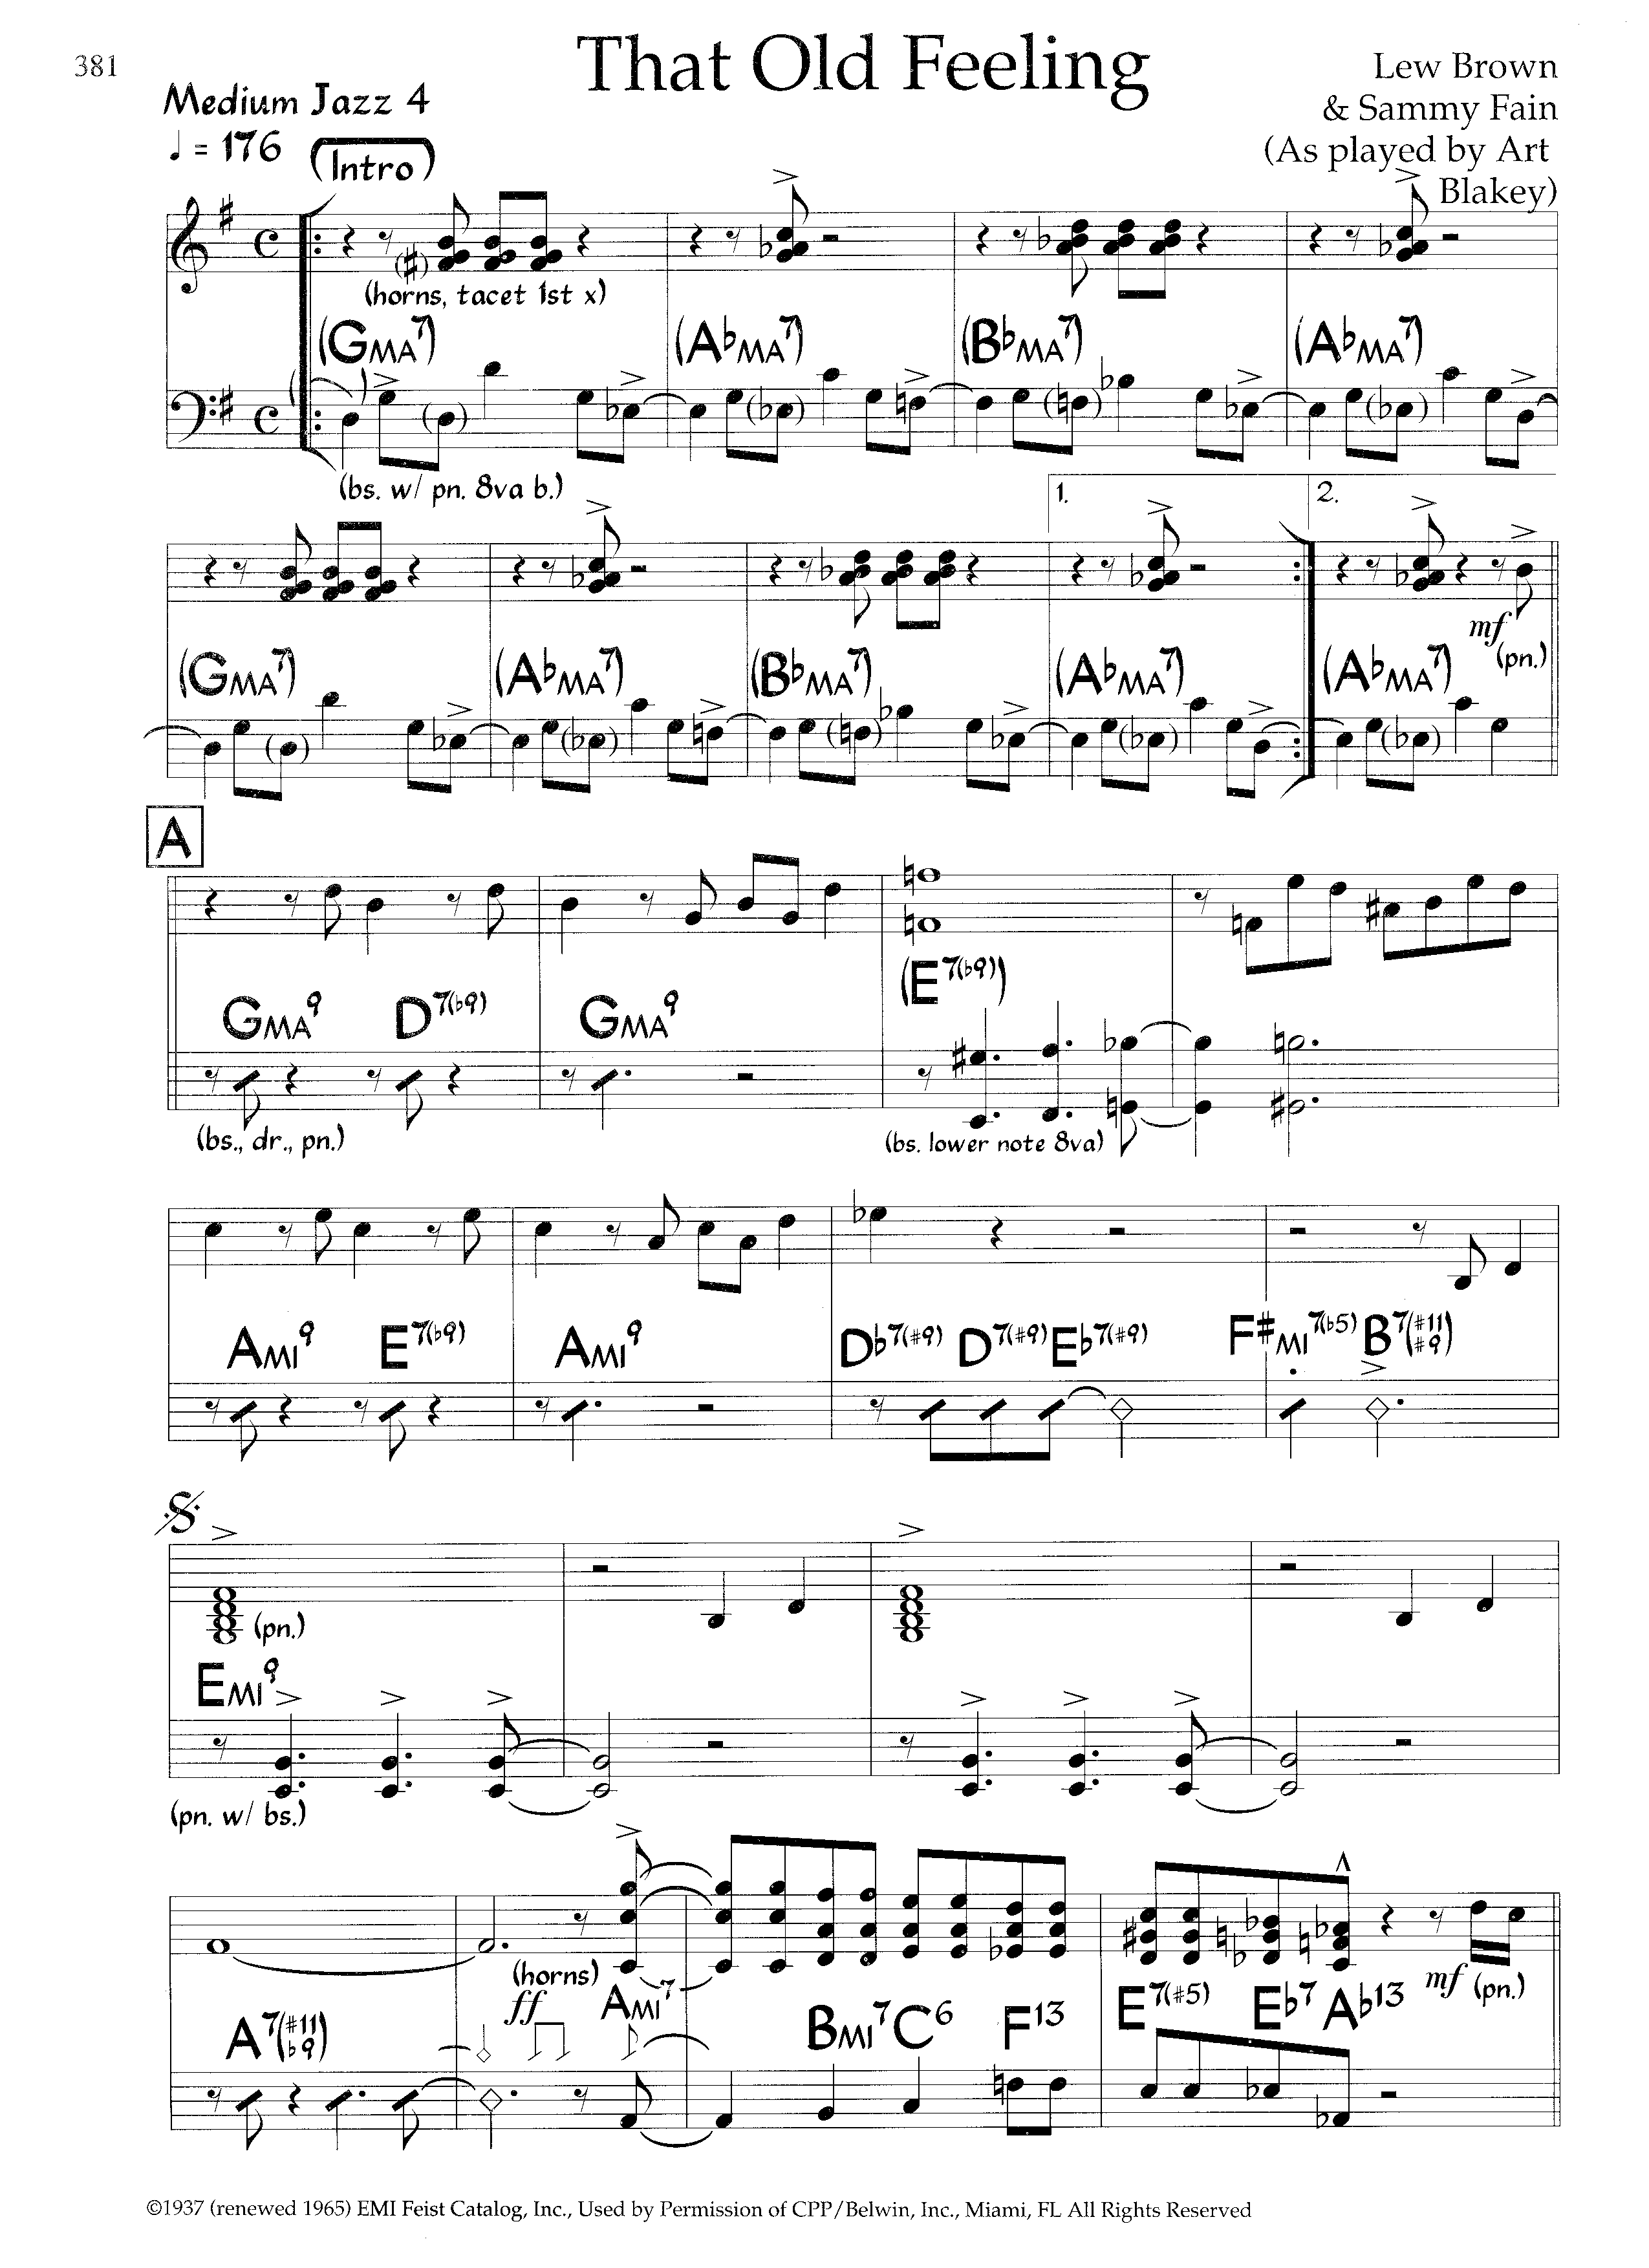 381
That Old Feeling
Lew Brown
& Sammy Fain
(As played by Art
Blakey)
Medium Jazz 4
♩ = 176
(Intro)
(horns, tacet 1st x)
(GMA7) (A♭MA7) (B♭MA7) (A♭MA7)
(bs. w/ pn. 8va b.)
1. 2.
mf
(pn.)
(GMA7) (A♭MA7) (B♭MA7) (A♭MA7) (A♭MA7)
A
GMA9 D7(♭9) GMA9 (E7(♭9))
(bs., dr., pn.) (bs. lower note 8va)
AMI9 E7(♭9) AMI9 D♭7(♯9) D7(♯9) E♭7(♯9) F♯MI7(♭5) B7(♯11 ♯9)
(pn.)
EMI9
(pn. w/ bs.)
(horns)
ff
mf (pn.)
A7(♯11 ♭9) AMI7 BMI7 C6 F13 E7(♯5) E♭7 A♭13
©1937 (renewed 1965) EMI Feist Catalog, Inc., Used by Permission of CPP/Belwin, Inc., Miami, FL All Rights Reserved